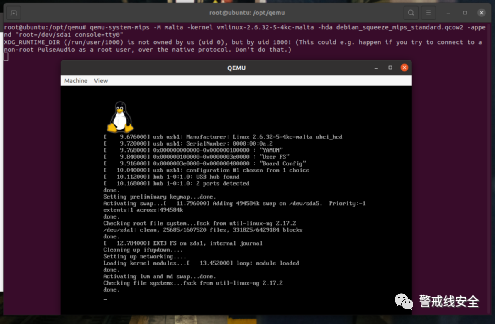 root@ubuntu: /opt/qemu
root@ubuntu:/opt/qemu# qemu-system-mips -M malta -kernel vmlinux-2.6.32-5-4kc-malta -hda debian_squeeze_mips_standard.qcow2 -appe
nd "root=/dev/sda1 console=tty0"
XDG_RUNTIME_DIR (/run/user/1000) is not owned by us (uid 0), but by uid 1000! (This could e.g. happen if you try to connect to a
non-root PulseAudio as a root user, over the native protocol. Don't do that.)
QEMU
Machine View
[ 9.676000] usb usb1: Manufacturer: Linux 2.6.32-5-4kc-malta uhci_hcd
[ 9.720000] usb usb1: SerialNumber: 0000:00:0a.2
[ 9.760000] 0x000000000000-0x000000100000 : "YAMON"
[ 9.840000] 0x000000100000-0x0000003e0000 : "User FS"
[ 9.916000] 0x0000003e0000-0x000000400000 : "Board Config"
[ 10.040000] usb usb1: configuration #1 chosen from 1 choice
[ 10.112000] hub 1-0:1.0: USB hub found
[ 10.160000] hub 1-0:1.0: 2 ports detected
done.
Setting preliminary keymap...done.
Activating swap...[ 11.796000] Adding 494584k swap on /dev/sda5. Priority:-1
extents:1 across:494584k
done.
Checking root file system...fsck from util-linux-ng 2.17.2
/dev/sda1: clean, 25685/1607520 files, 331825/6429184 blocks
done.
[ 12.784000] EXT3 FS on sda1, internal journal
Cleaning up ifupdown....
Setting up networking....
Loading kernel modules...[ 13.452000] loop: module loaded
done.
Activating lvm and md swap...done.
Checking file systems...fsck from util-linux-ng 2.17.2
done.
警戒线安全